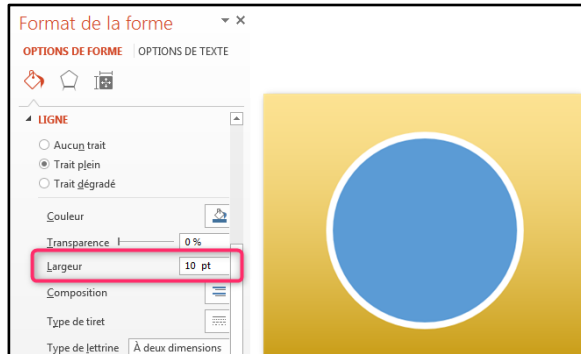 Format de la forme
OPTIONS DE FORME OPTIONS DE TEXTE
LIGNE
Aucun trait
Trait plein
Trait dégradé
Couleur
Transparence 0 %
Largeur 10 pt
Composition
Type de tiret
Type de lettrine À deux dimensions